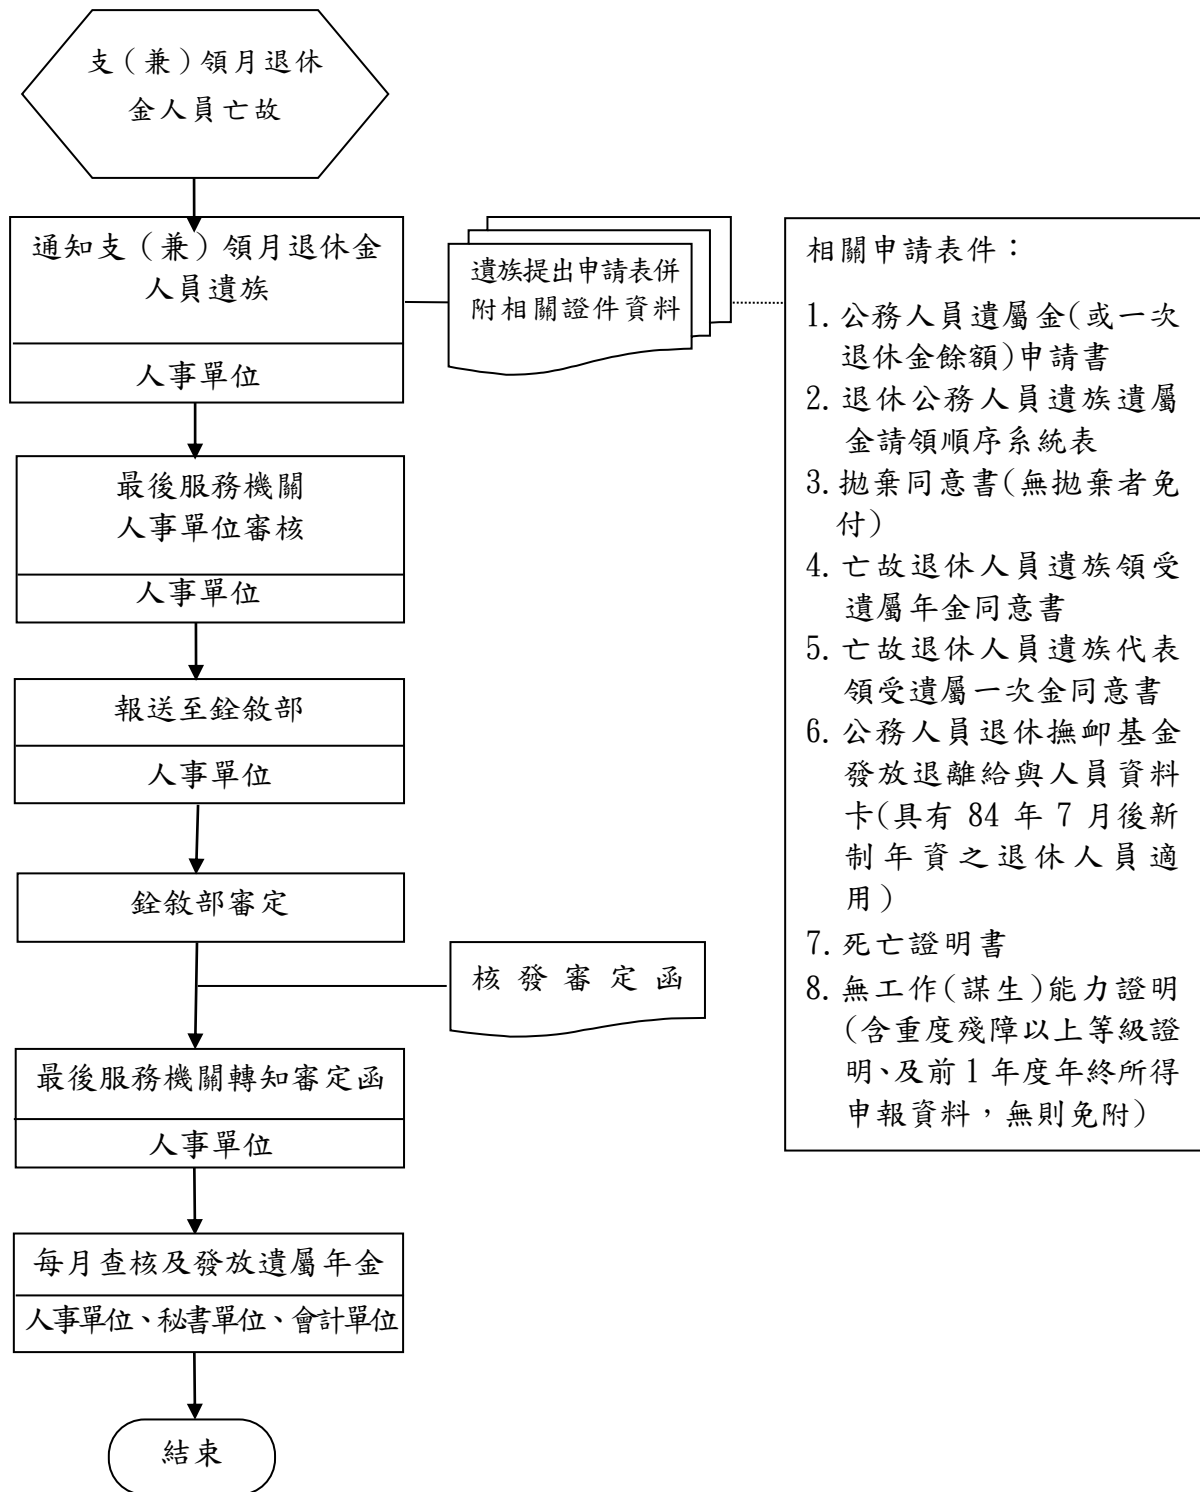 支（兼）領月退休
金人員亡故
通知支（兼）領月退休金
人員遺族
人事單位
遺族提出申請表併
附相關證件資料
相關申請表件：
1.公務人員遺屬金(或一次
退休金餘額)申請書
2.退休公務人員遺族遺屬
金請領順序系統表
3.拋棄同意書(無拋棄者免
付)
4.亡故退休人員遺族領受
遺屬年金同意書
5.亡故退休人員遺族代表
領受遺屬一次金同意書
6.公務人員退休撫卹基金
發放退離給與人員資料
卡(具有 84 年 7 月後新
制年資之退休人員適
用)
7.死亡證明書
8.無工作(謀生)能力證明
(含重度殘障以上等級證
明、及前 1 年度年終所得
申報資料，無則免附)
最後服務機關
人事單位審核
人事單位
報送至銓敘部
人事單位
銓敘部審定
核發審定函
最後服務機關轉知審定函
人事單位
每月查核及發放遺屬年金
人事單位、秘書單位、會計單位
結束